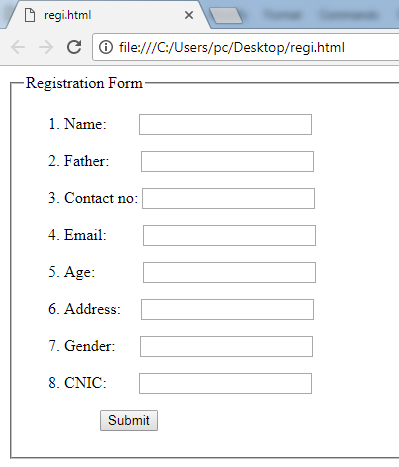 regi.html
file:///C:/Users/pc/Desktop/regi.html
Registration Form
1. Name:
2. Father:
3. Contact no:
4. Email:
5. Age:
6. Address:
7. Gender:
8. CNIC:
Submit